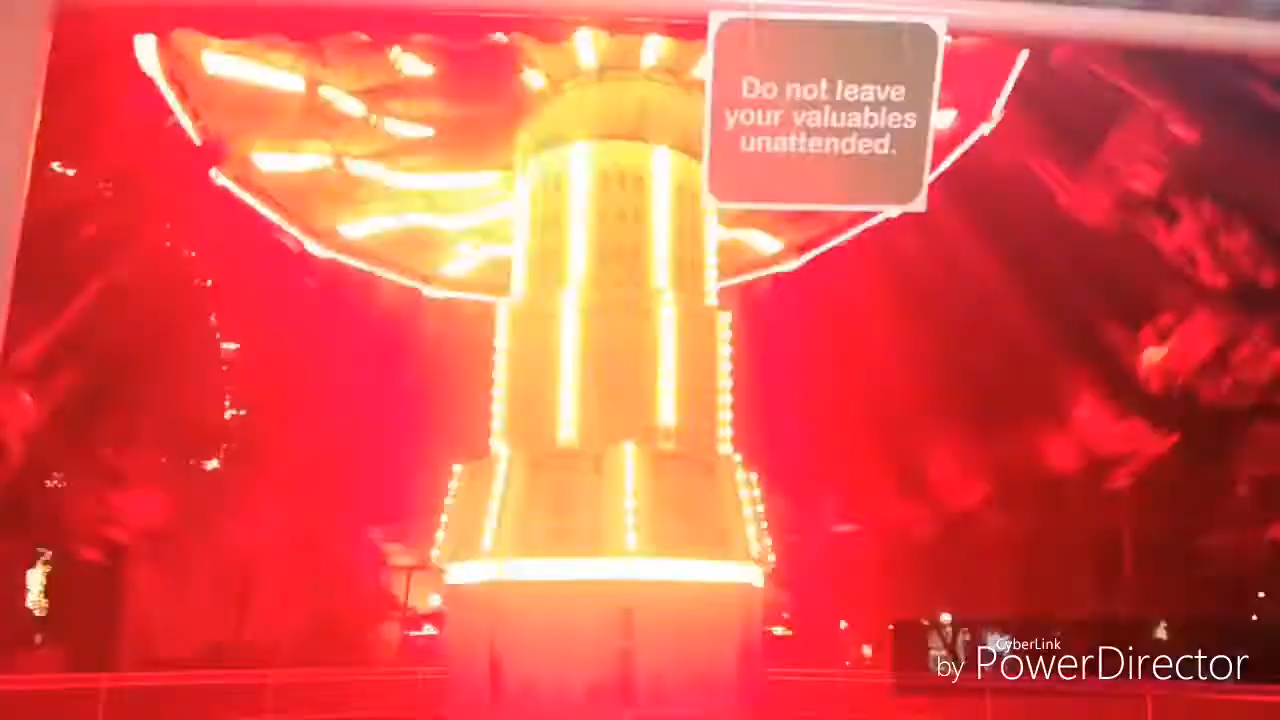 Do not leave
your valuables
unattended.
CyberLink
by PowerDirector